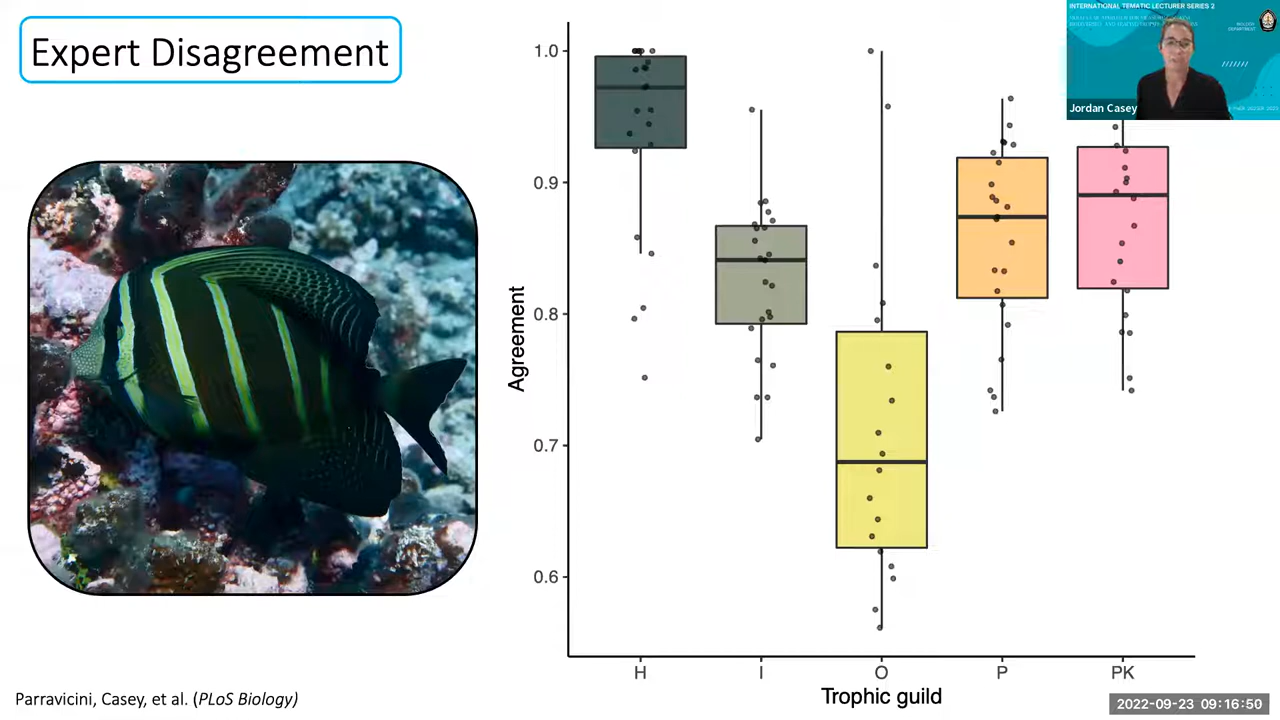 Expert Disagreement
INTERNATIONAL TEMATIC LECTURER SERIES 2
Jordan Casey
1.0
0.9
0.8
0.7
0.6
Agreement
H I O P PK
Trophic guild
Parravicini, Casey, et al. (PLoS Biology)
2022-09-23 09:16:50